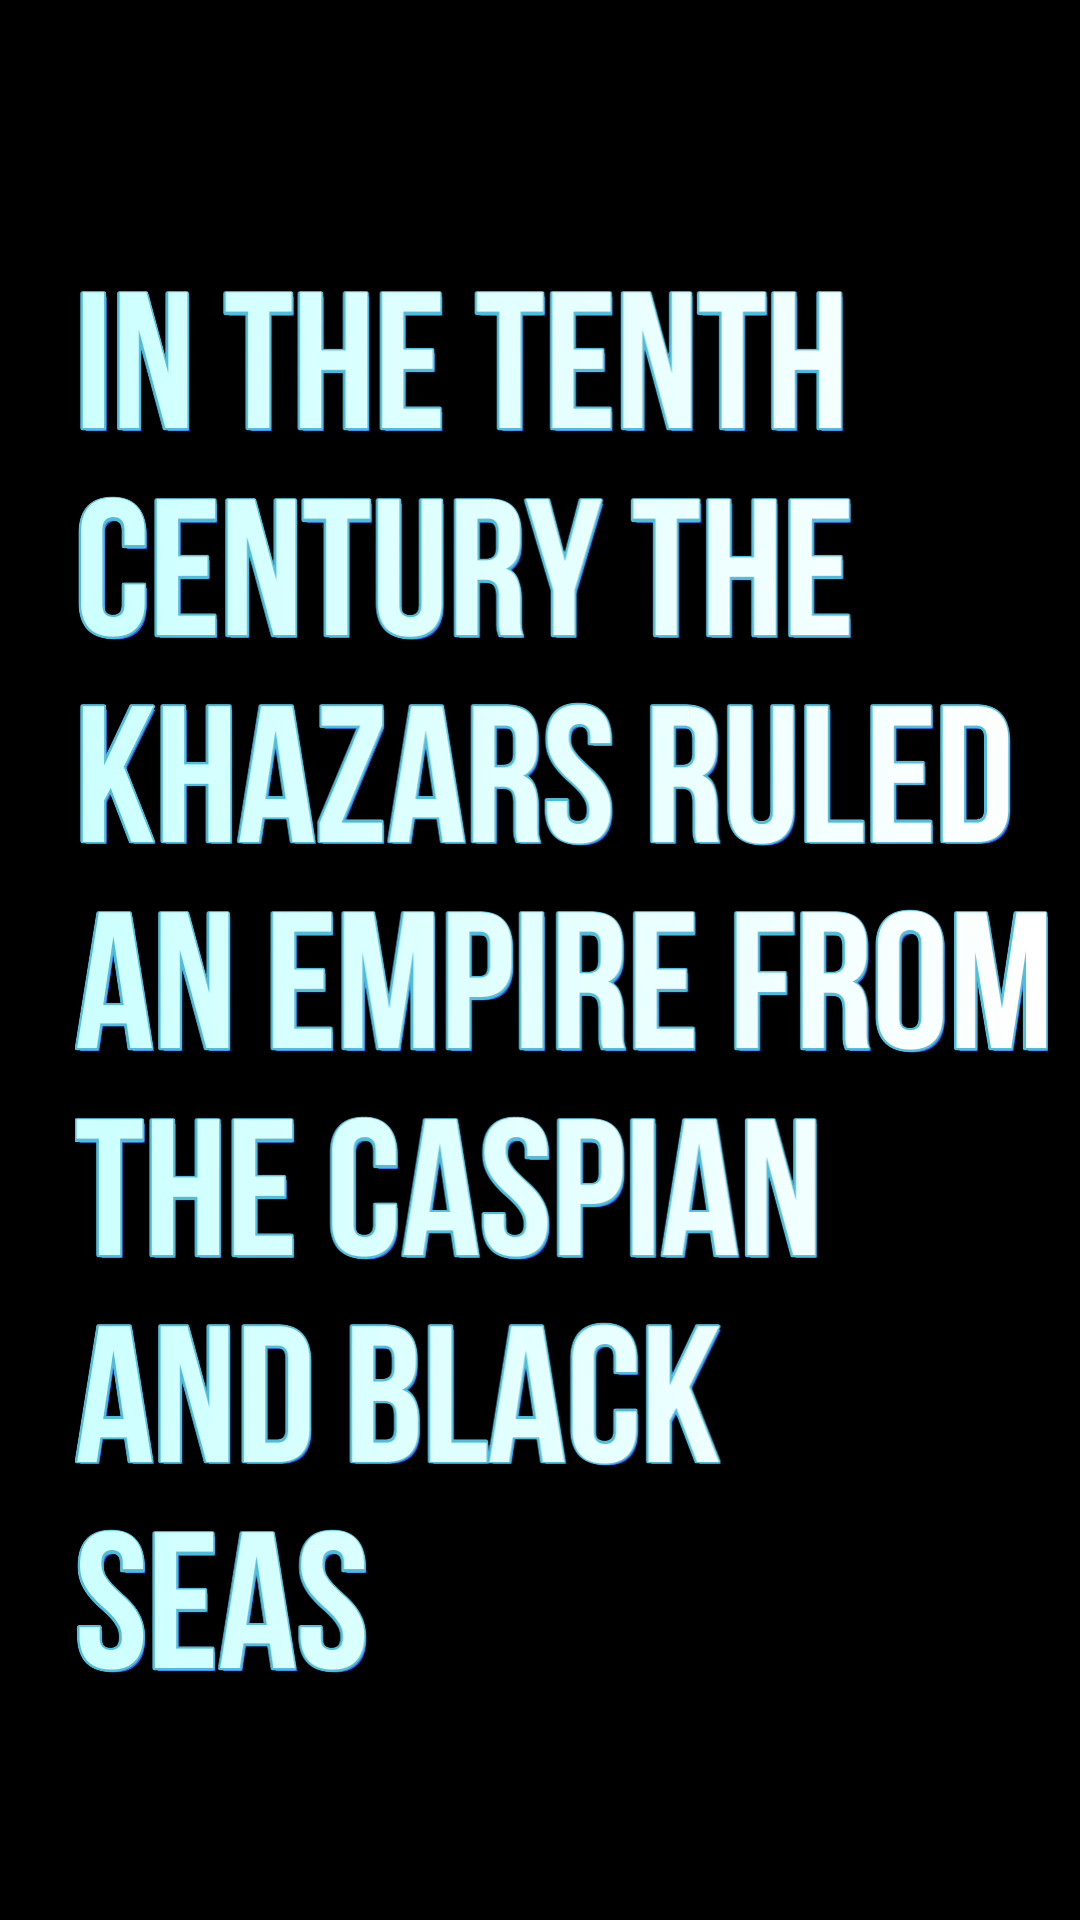 IN THE TENTH
CENTURY THE
KHAZARS RULED
AN EMPIRE FROM
THE CASPIAN
AND BLACK
SEAS